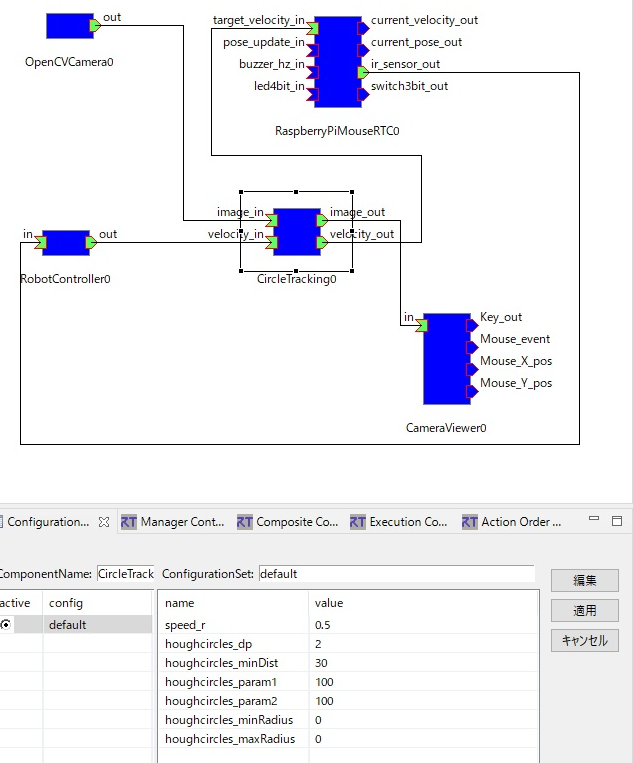 out
OpenCVCamera0
target_velocity_in
current_velocity_out
pose_update_in
current_pose_out
buzzer_hz_in
ir_sensor_out
led4bit_in
switch3bit_out
RaspberryPiMouseRTC0
image_in
image_out
in
out
velocity_in
velocity_out
RobotController0
CircleTracking0
in
Key_out
Mouse_event
Mouse_X_pos
Mouse_Y_pos
CameraViewer0
Configuration... RT Manager Cont... RT Composite Co... RT Execution Co... RT Action Order ...
ComponentName: CircleTrack ConfigurationSet: default
編集
active config name value
適用
default speed_r 0.5
キャンセル
houghcircles_dp 2
houghcircles_minDist 30
houghcircles_param1 100
houghcircles_param2 100
houghcircles_minRadius 0
houghcircles_maxRadius 0